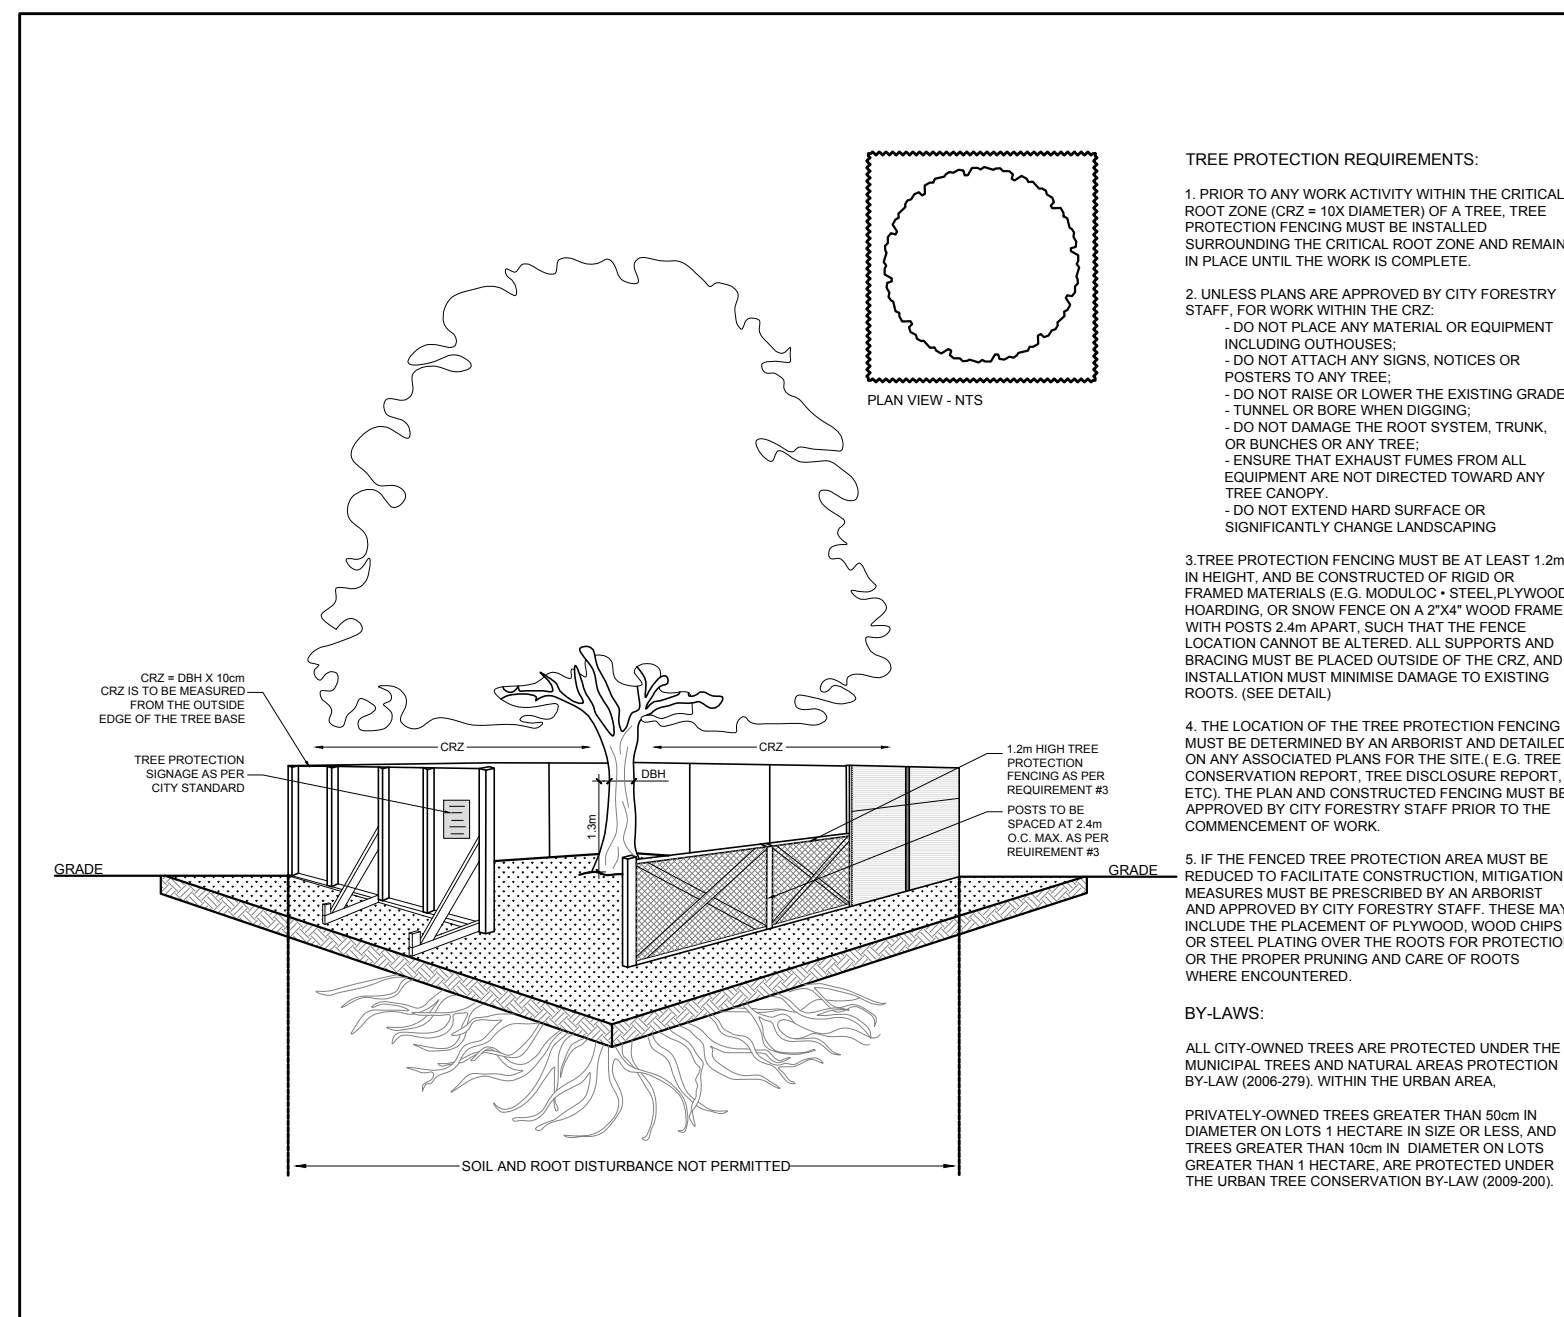 TREE PROTECTION REQUIREMENTS:
1. PRIOR TO ANY WORK ACTIVITY WITHIN THE CRITICAL
ROOT ZONE (CRZ = 10X DIAMETER) OF A TREE, TREE
PROTECTION FENCING MUST BE INSTALLED
SURROUNDING THE CRITICAL ROOT ZONE AND REMAIN
IN PLACE UNTIL THE WORK IS COMPLETE.
2. UNLESS PLANS ARE APPROVED BY CITY FORESTRY
STAFF, FOR WORK WITHIN THE CRZ:
- DO NOT PLACE ANY MATERIAL OR EQUIPMENT
INCLUDING OUTHOUSES;
- DO NOT ATTACH ANY SIGNS, NOTICES OR
POSTERS TO ANY TREE;
- DO NOT RAISE OR LOWER THE EXISTING GRADE
- TUNNEL OR BORE WHEN DIGGING;
- DO NOT DAMAGE THE ROOT SYSTEM, TRUNK,
OR BUNCHES OR ANY TREE;
- ENSURE THAT EXHAUST FUMES FROM ALL
EQUIPMENT ARE NOT DIRECTED TOWARD ANY
TREE CANOPY.
- DO NOT EXTEND HARD SURFACE OR
SIGNIFICANTLY CHANGE LANDSCAPING
3.TREE PROTECTION FENCING MUST BE AT LEAST 1.2m
IN HEIGHT, AND BE CONSTRUCTED OF RIGID OR
FRAMED MATERIALS (E.G. MODULOC • STEEL,PLYWOOD
HOARDING, OR SNOW FENCE ON A 2"X4" WOOD FRAME
WITH POSTS 2.4m APART, SUCH THAT THE FENCE
LOCATION CANNOT BE ALTERED. ALL SUPPORTS AND
BRACING MUST BE PLACED OUTSIDE OF THE CRZ, AND
INSTALLATION MUST MINIMISE DAMAGE TO EXISTING
ROOTS. (SEE DETAIL)
4. THE LOCATION OF THE TREE PROTECTION FENCING
MUST BE DETERMINED BY AN ARBORIST AND DETAILED
ON ANY ASSOCIATED PLANS FOR THE SITE.( E.G. TREE
CONSERVATION REPORT, TREE DISCLOSURE REPORT,
ETC). THE PLAN AND CONSTRUCTED FENCING MUST BE
APPROVED BY CITY FORESTRY STAFF PRIOR TO THE
COMMENCEMENT OF WORK.
5. IF THE FENCED TREE PROTECTION AREA MUST BE
REDUCED TO FACILITATE CONSTRUCTION, MITIGATION
MEASURES MUST BE PRESCRIBED BY AN ARBORIST
AND APPROVED BY CITY FORESTRY STAFF. THESE MAY
INCLUDE THE PLACEMENT OF PLYWOOD, WOOD CHIPS
OR STEEL PLATING OVER THE ROOTS FOR PROTECTION
OR THE PROPER PRUNING AND CARE OF ROOTS
WHERE ENCOUNTERED.
BY-LAWS:
ALL CITY-OWNED TREES ARE PROTECTED UNDER THE
MUNICIPAL TREES AND NATURAL AREAS PROTECTION
BY-LAW (2006-279). WITHIN THE URBAN AREA,
PRIVATELY-OWNED TREES GREATER THAN 50cm IN
DIAMETER ON LOTS 1 HECTARE IN SIZE OR LESS, AND
TREES GREATER THAN 10cm IN DIAMETER ON LOTS
GREATER THAN 1 HECTARE, ARE PROTECTED UNDER
THE URBAN TREE CONSERVATION BY-LAW (2009-200).
PLAN VIEW - NTS
CRZ = DBH X 10cm
CRZ IS TO BE MEASURED
FROM THE OUTSIDE
EDGE OF THE TREE BASE
TREE PROTECTION
SIGNAGE AS PER
CITY STANDARD
CRZ
CRZ
DBH
1.3m
1.2m HIGH TREE
PROTECTION
FENCING AS PER
REQUIREMENT #3
POSTS TO BE
SPACED AT 2.4m
O.C. MAX. AS PER
REUIREMENT #3
GRADE
GRADE
SOIL AND ROOT DISTURBANCE NOT PERMITTED